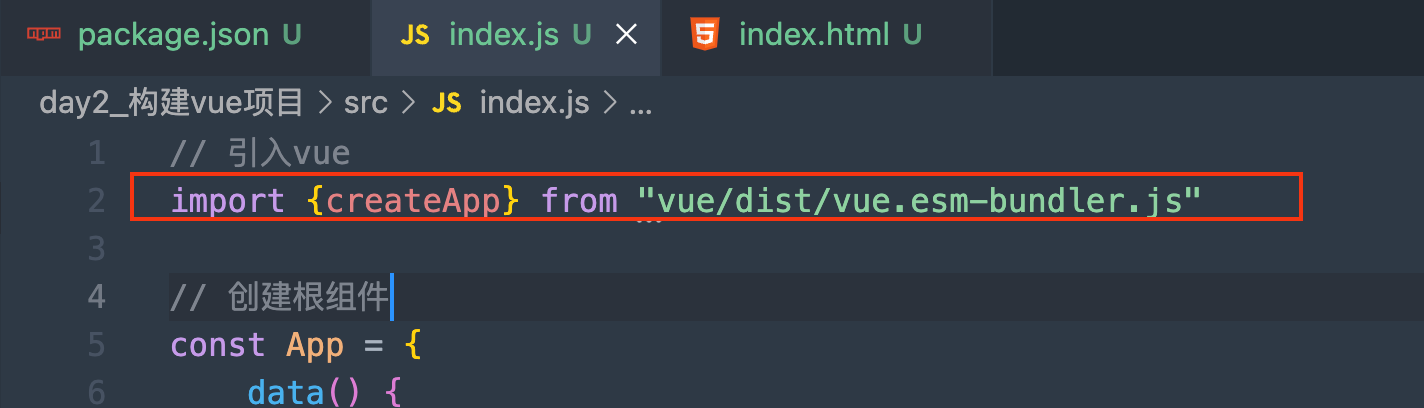 package.json U JS index.js U index.html U
day2_构建vue项目 > src > JS index.js > ...
1 // 引入vue
2 import {createApp} from "vue/dist/vue.esm-bundler.js"
3
4 // 创建根组件
5 const App = {
6 data() {